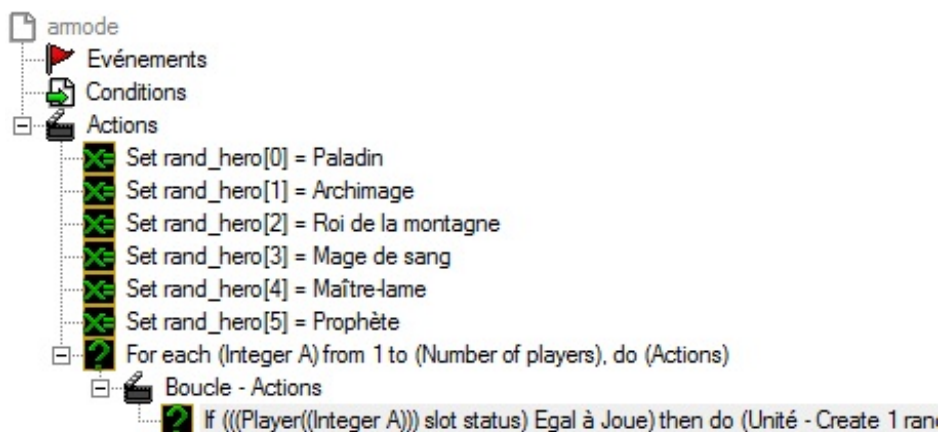 armode
Evénements
Conditions
Actions
Set rand_hero[0] = Paladin
Set rand_hero[1] = Archimage
Set rand_hero[2] = Roi de la montagne
Set rand_hero[3] = Mage de sang
Set rand_hero[4] = Maître-lame
Set rand_hero[5] = Prophète
For each (Integer A) from 1 to (Number of players), do (Actions)
Boucle - Actions
If (((Player((Integer A))) slot status) Egal à Joue) then do (Unité - Create 1 rand